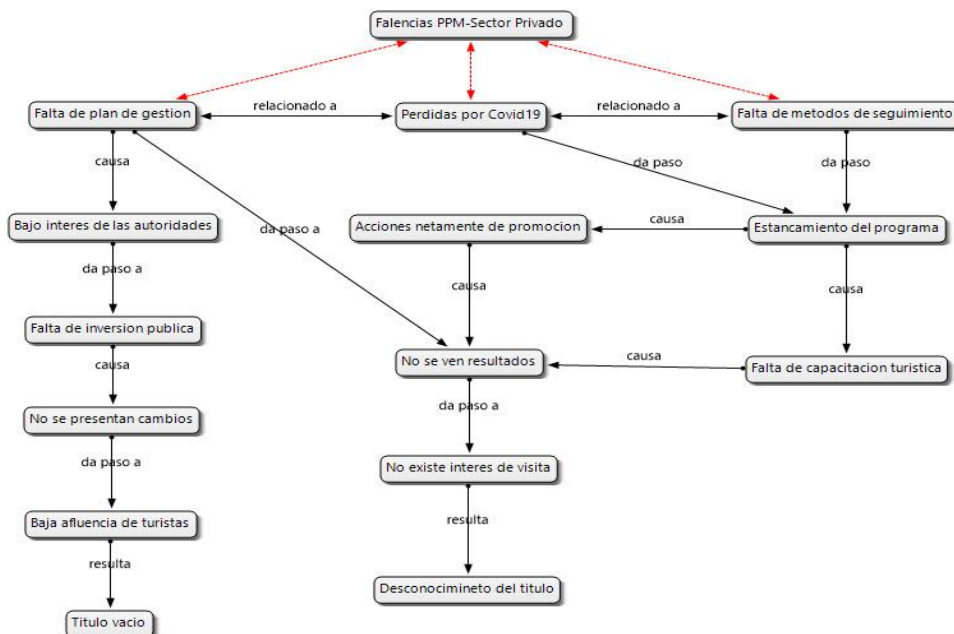 Falencias PPM-Sector Privado
relacionado a
relacionado a
Falta de plan de gestion
Perdidas por Covid19
Falta de metodos de seguimiento
causa
da paso
da paso
Bajo interes de las autoridades
da paso a
Acciones netamente de promocion
causa
Estancamiento del programa
da paso a
causa
causa
Falta de inversion publica
causa
No se ven resultados
causa
Falta de capacitacion turistica
No se presentan cambios
da paso a
da paso a
No existe interes de visita
Baja afluencia de turistas
resulta
resulta
Desconocimineto del titulo
Titulo vacio